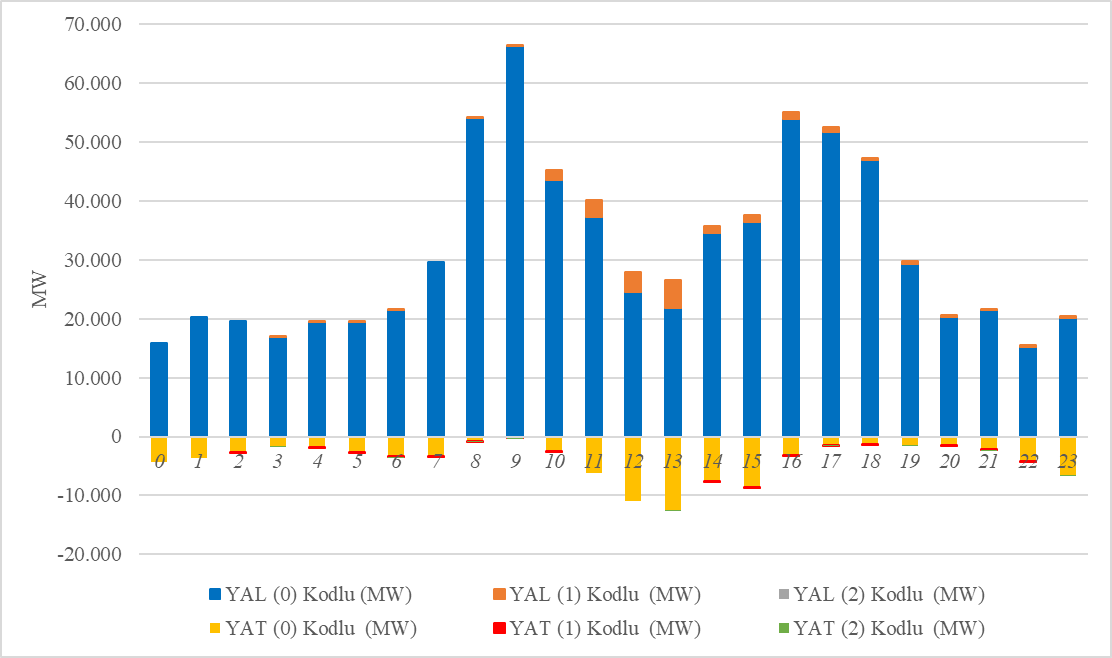 70.000
60.000
50.000
40.000
30.000
20.000
10.000
0
-10.000
-20.000
MW
0 1 2 3 4 5 6 7 8 9 10 11 12 13 14 15 16 17 18 19 20 21 22 23
YAL (0) Kodlu (MW) YAL (1) Kodlu (MW) YAL (2) Kodlu (MW)
YAT (0) Kodlu (MW) YAT (1) Kodlu (MW) YAT (2) Kodlu (MW)